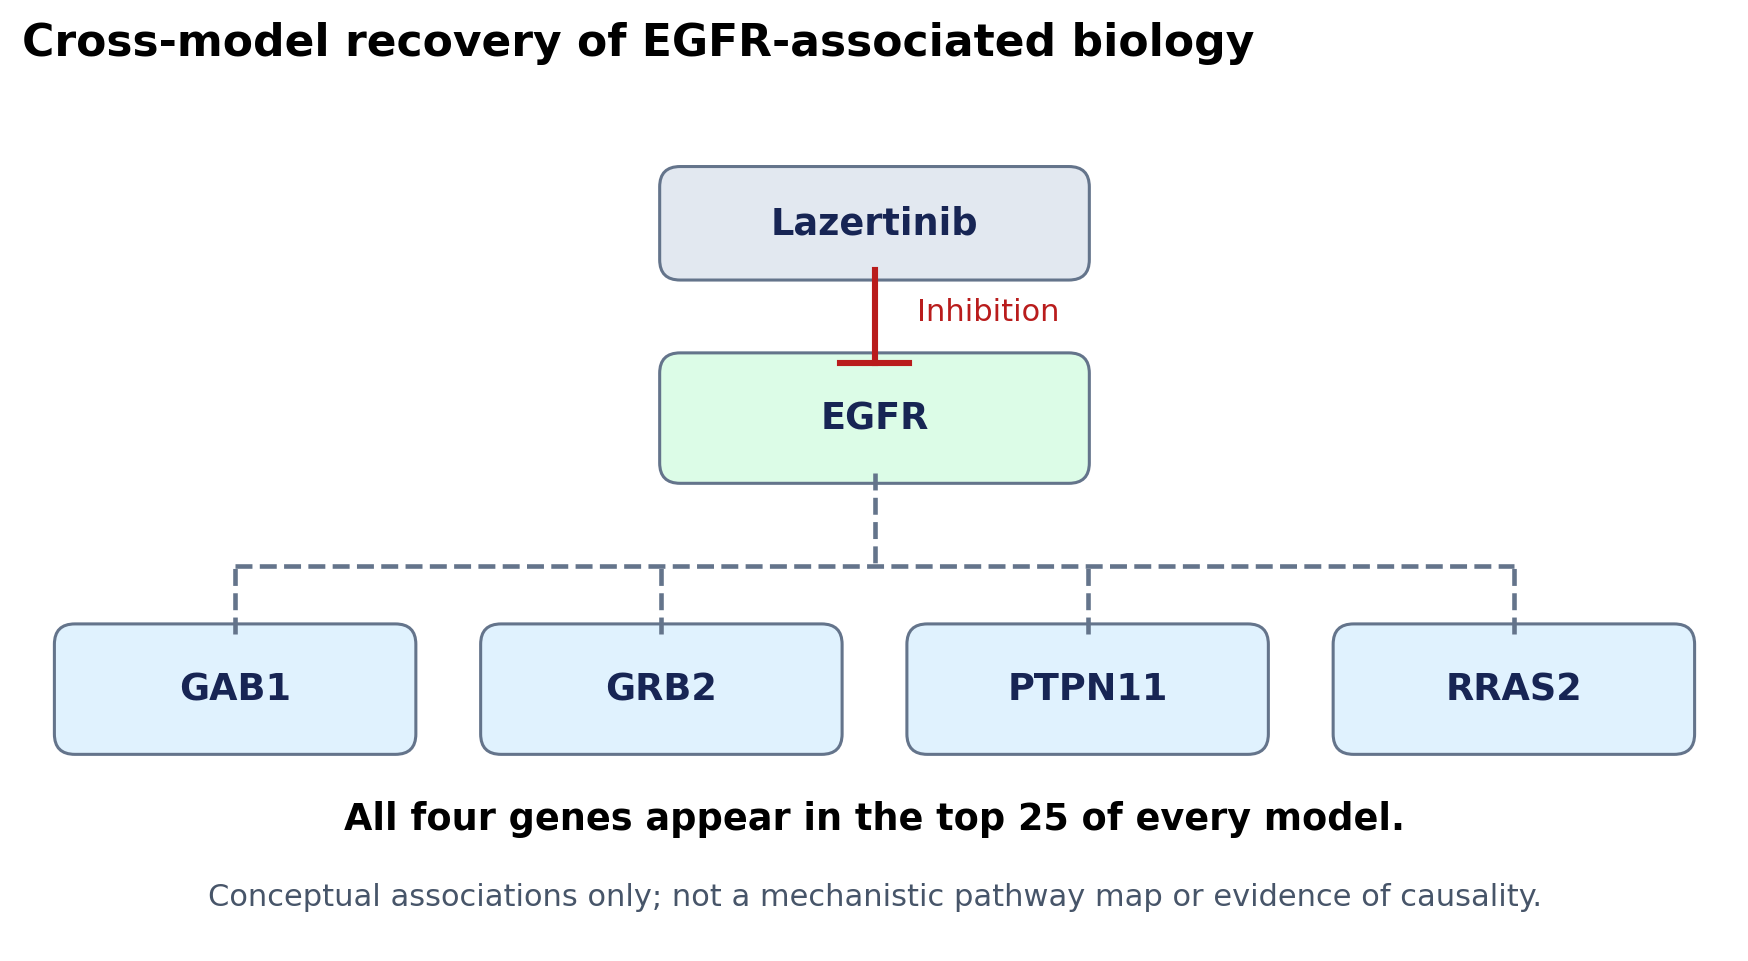 Cross-model recovery of EGFR-associated biology
Lazertinib
Inhibition
EGFR
GAB1
GRB2
PTPN11
RRAS2
All four genes appear in the top 25 of every model.
Conceptual associations only; not a mechanistic pathway map or evidence of causality.